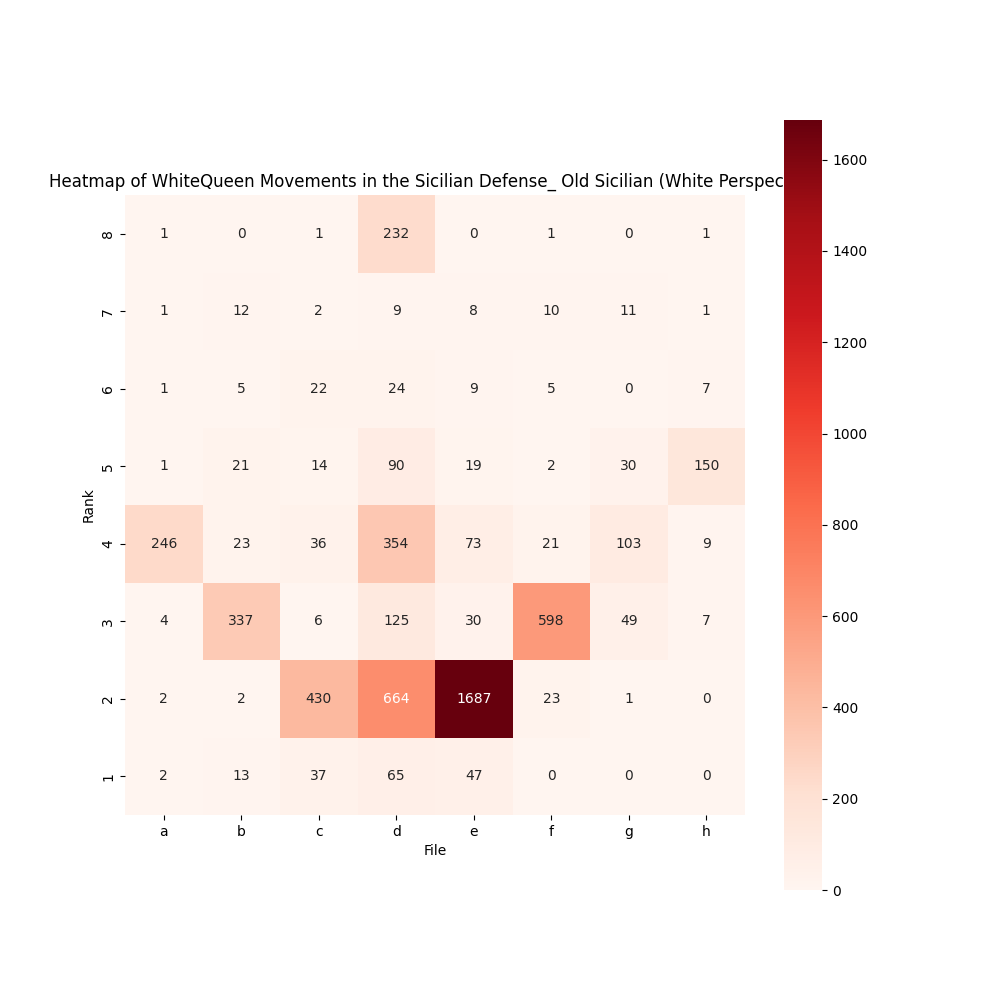 Heatmap of WhiteQueen Movements in the Sicilian Defense_ Old Sicilian (White Perspec
8 1 0 1 232 0 1 0 1
7 1 12 2 9 8 10 11 1
6 1 5 22 24 9 5 0 7
5 1 21 14 90 19 2 30 150
4 246 23 36 354 73 21 103 9
3 4 337 6 125 30 598 49 7
2 2 2 430 664 1687 23 1 0
1 2 13 37 65 47 0 0 0
a b c d e f g h
File
Rank
1600
1400
1200
1000
800
600
400
200
0